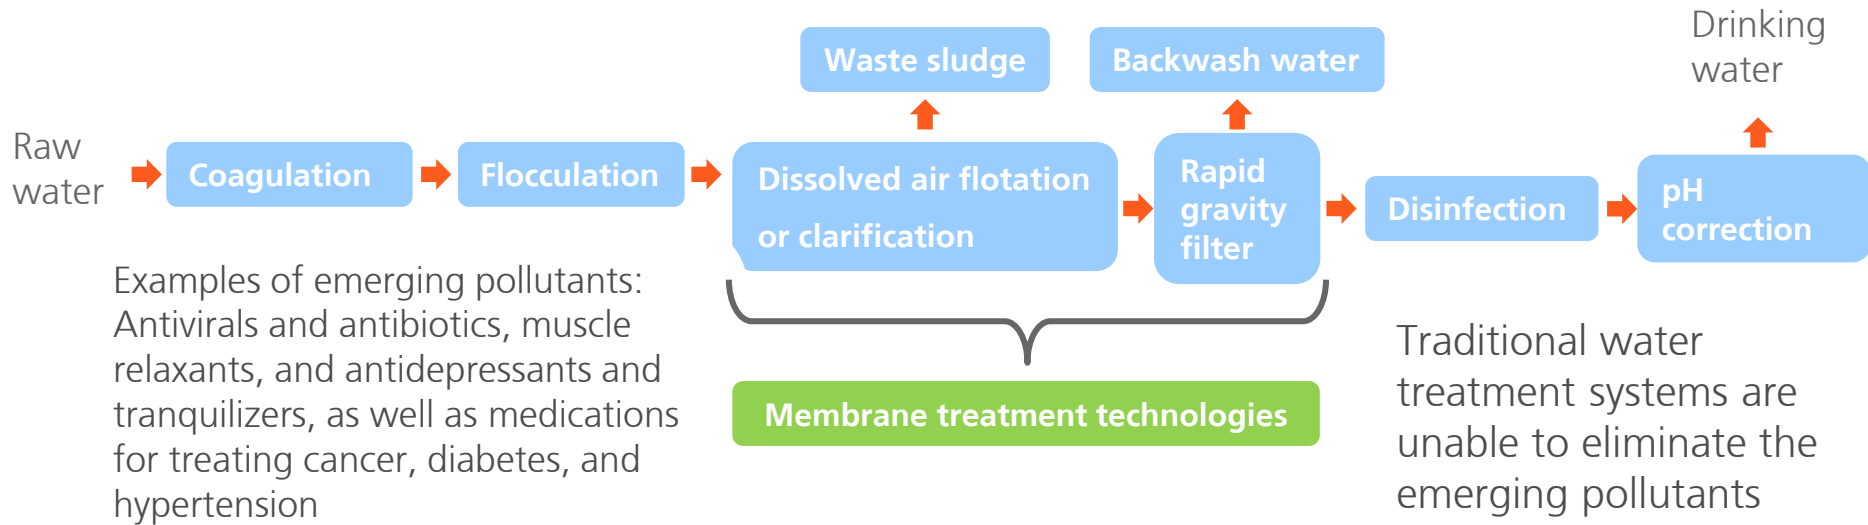 Drinking
water
Waste sludge
Backwash water
Raw
water
Coagulation
Flocculation
Dissolved air flotation
or clarification
Rapid
gravity
filter
Disinfection
pH
correction
Examples of emerging pollutants:
Antivirals and antibiotics, muscle
relaxants, and antidepressants and
tranquilizers, as well as medications
for treating cancer, diabetes, and
hypertension
Membrane treatment technologies
Traditional water
treatment systems are
unable to eliminate the
emerging pollutants